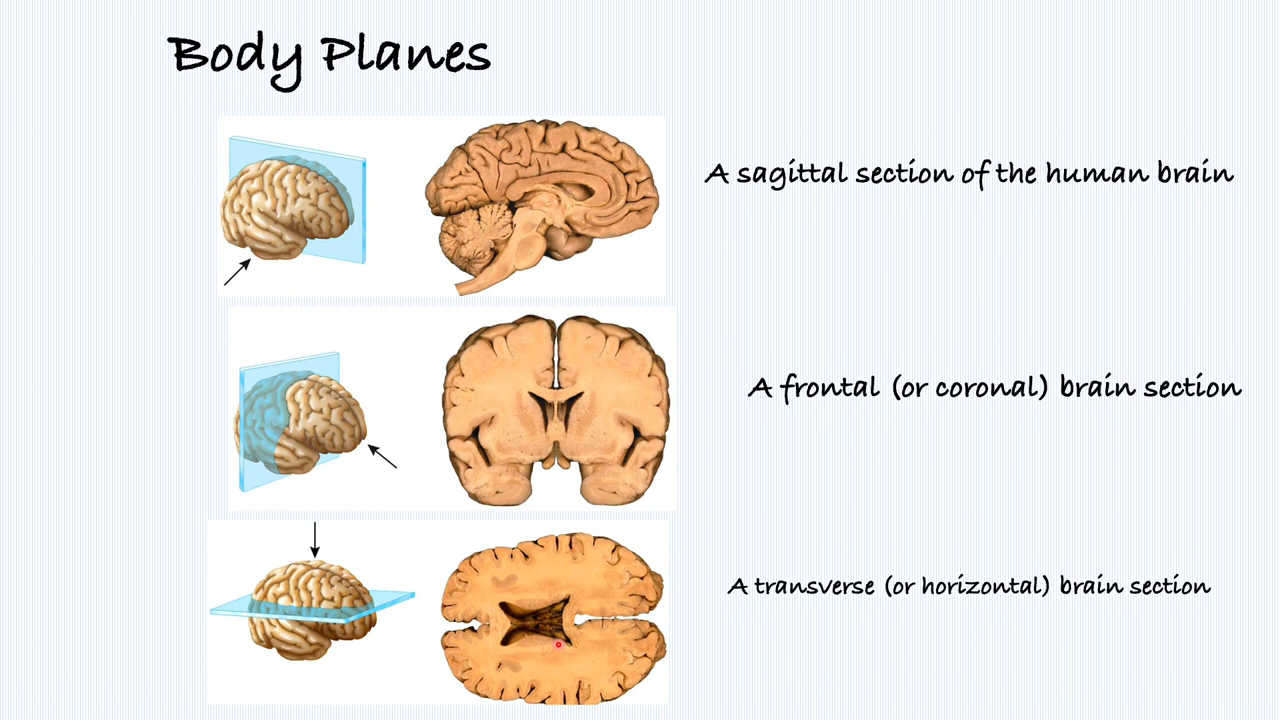 Body Planes
A sagittal section of the human brain
A frontal (or coronal) brain section
A transverse (or horizontal) brain section